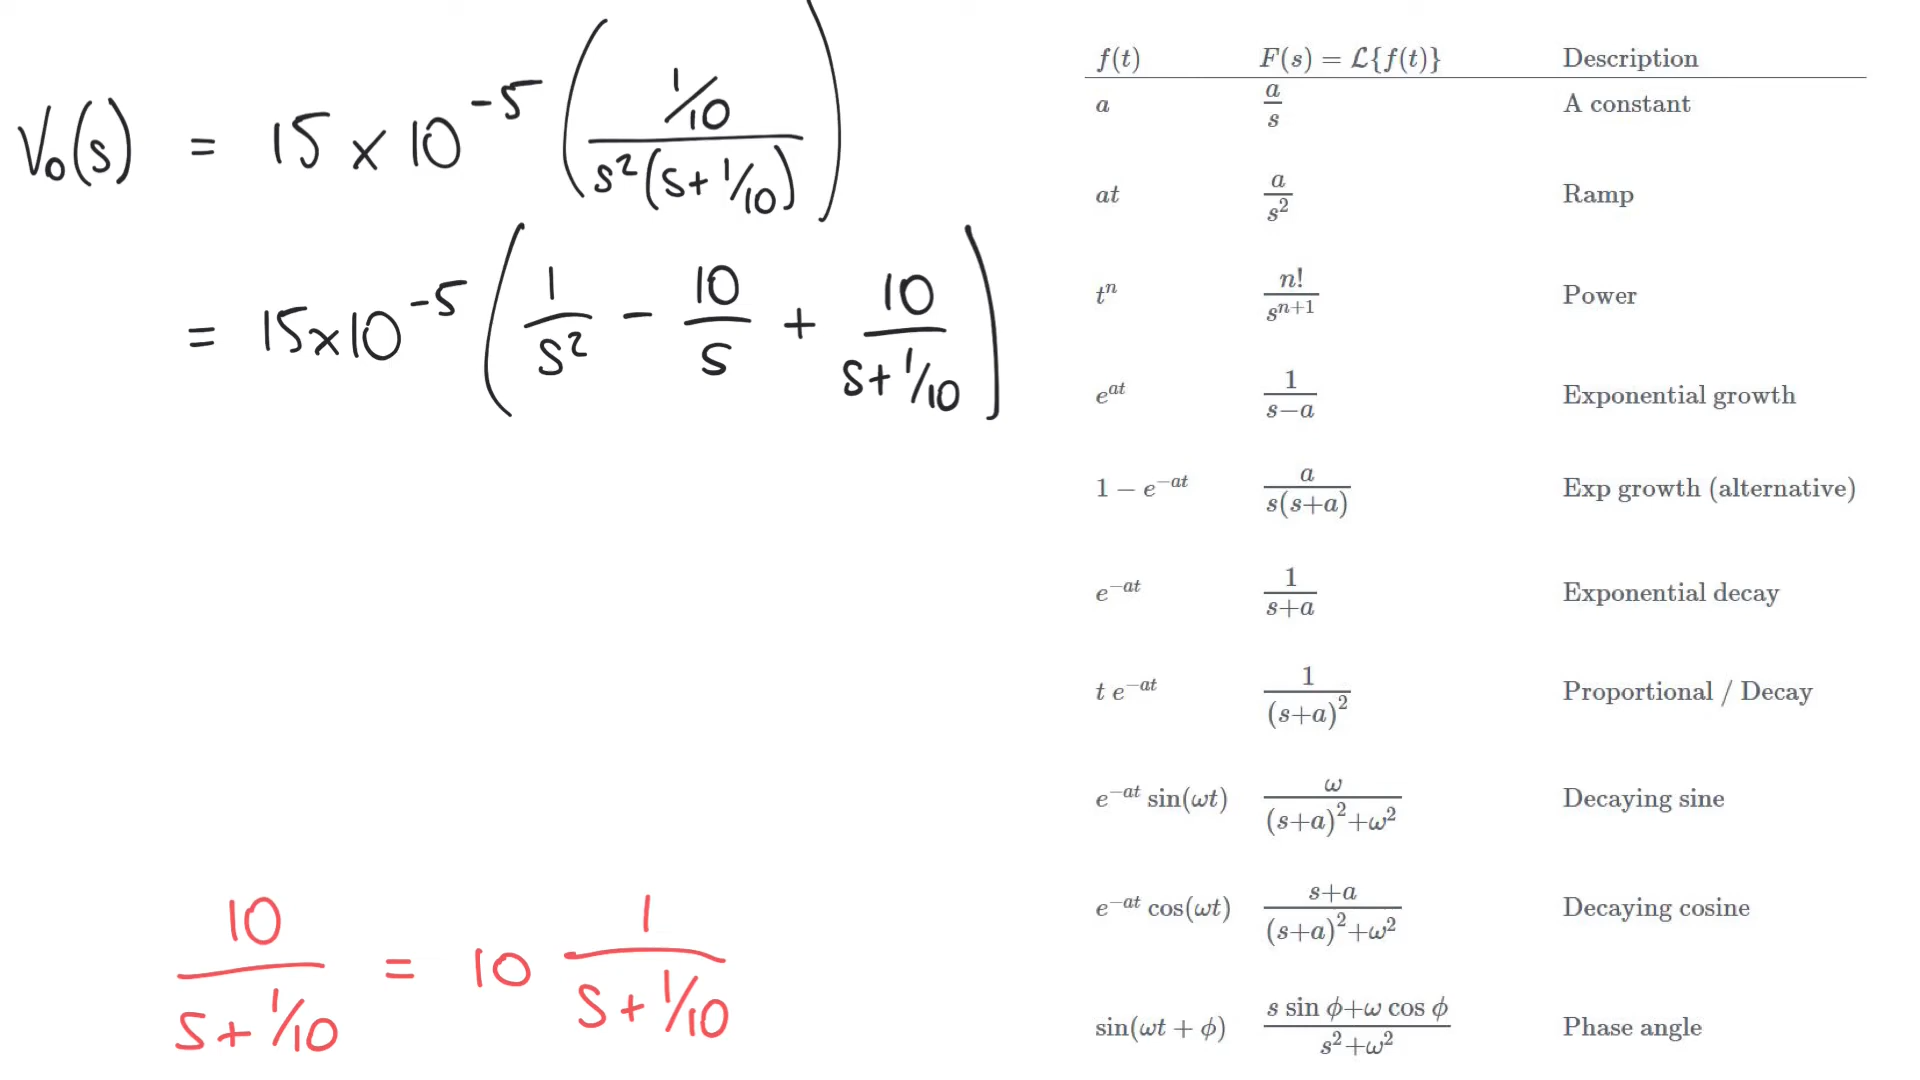 V₀(s) = 15 × 10⁻⁵ ( (1/10) / (s²(s + 1/10)) )
= 15×10⁻⁵ ( 1/s² − 10/s + 10/(s + 1/10) )
10/(s + 1/10) = 10 1/(s + 1/10)
f(t) F(s) = ℒ{f(t)} Description
a a/s A constant
at a/s² Ramp
tⁿ n!/sⁿ⁺¹ Power
e^{at} 1/(s−a) Exponential growth
1 − e^{−at} a/(s(s+a)) Exp growth (alternative)
e^{−at} 1/(s+a) Exponential decay
t e^{−at} 1/(s+a)² Proportional / Decay
e^{−at} sin(ωt) ω/((s+a)²+ω²) Decaying sine
e^{−at} cos(ωt) (s+a)/((s+a)²+ω²) Decaying cosine
sin(ωt + ϕ) (s sin ϕ+ω cos ϕ)/(s²+ω²) Phase angle